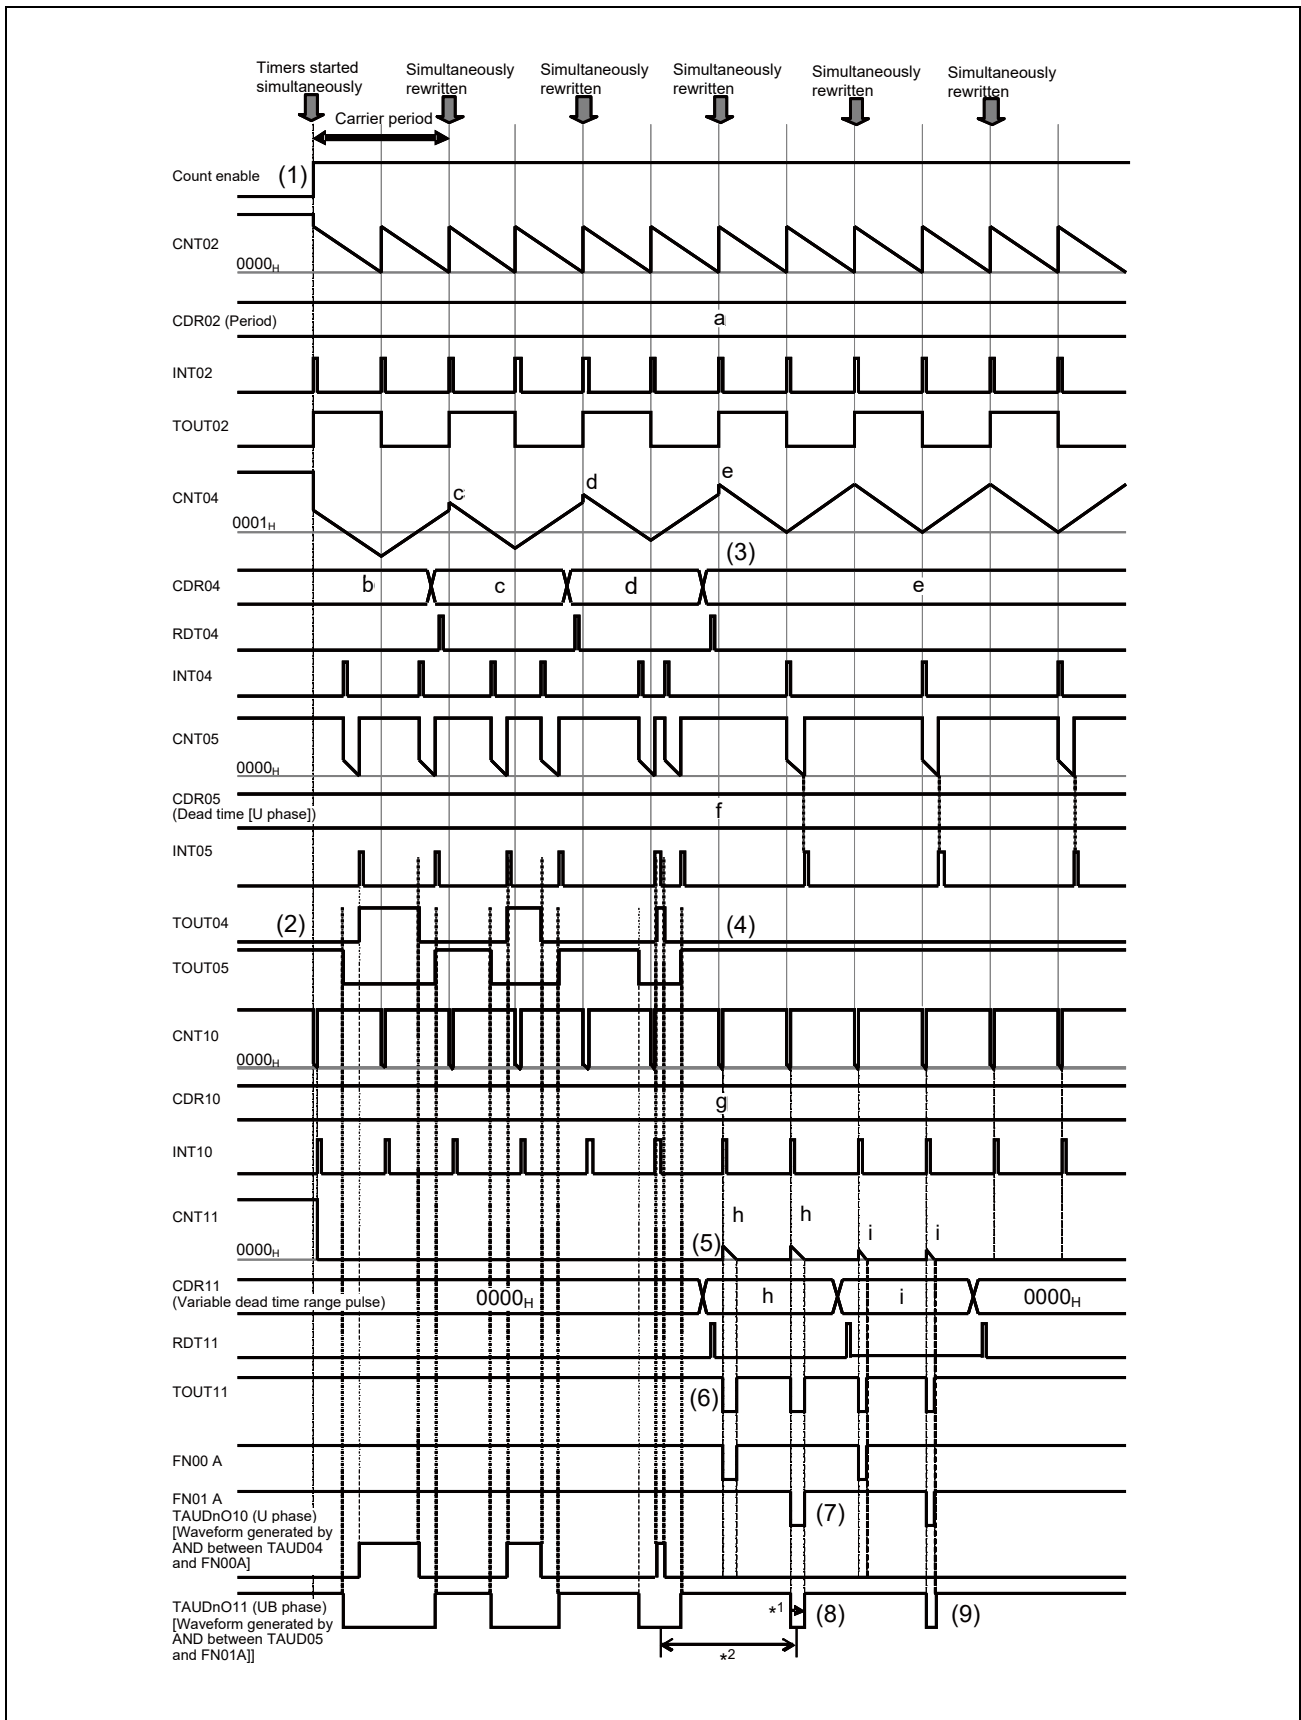 Timers started
simultaneously
Simultaneously
rewritten
Simultaneously
rewritten
Simultaneously
rewritten
Simultaneously
rewritten
Simultaneously
rewritten
Carrier period
Count enable
(1)
CNT02
0000H
CDR02 (Period)
a
INT02
TOUT02
CNT04
c
d
e
0001H
(3)
CDR04
b
c
d
e
RDT04
INT04
CNT05
0000H
CDR05
(Dead time [U phase])
f
INT05
TOUT04
(2)
(4)
TOUT05
CNT10
0000H
CDR10
g
INT10
CNT11
h
h
i
i
0000H
(5)
CDR11
(Variable dead time range pulse)
0000H
h
i
0000H
RDT11
TOUT11
(6)
FN00 A
FN01 A
(7)
TAUDnO10 (U phase)
[Waveform generated by
AND between TAUD04
and FN00A]
TAUDnO11 (UB phase)
[Waveform generated by
AND between TAUD05
and FN01A]]
*1
(8)
(9)
*2